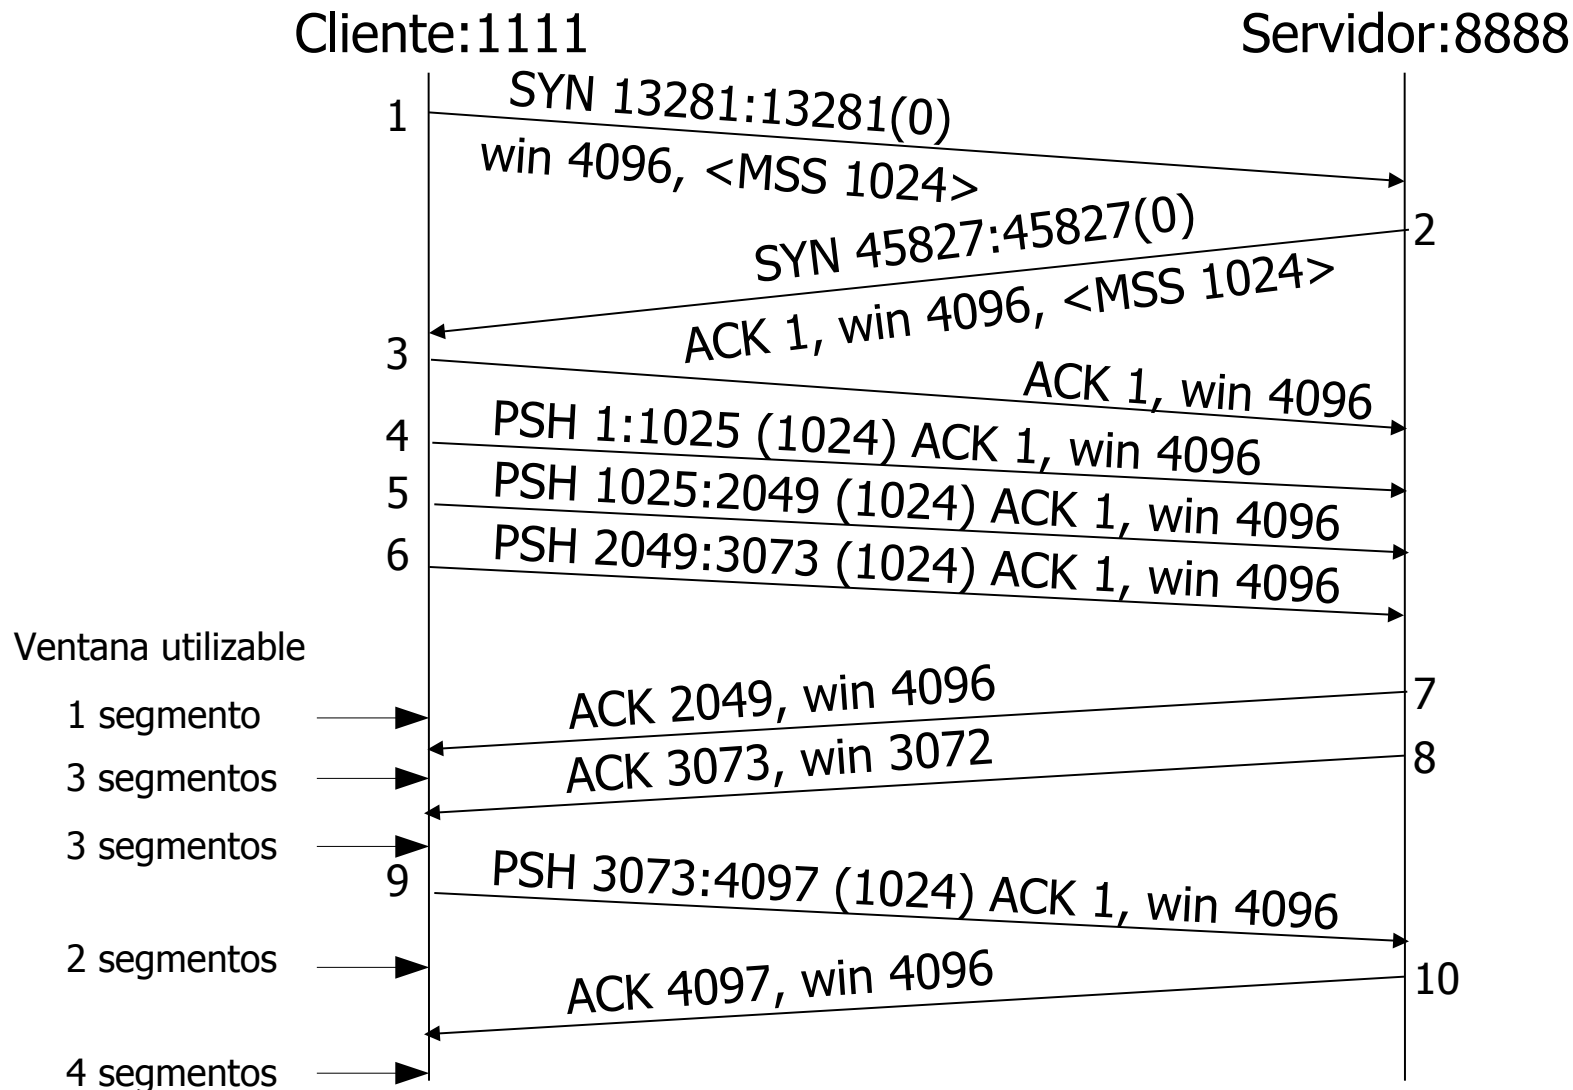 Cliente:1111
Servidor:8888
1
SYN 13281:13281(0)
win 4096, <MSS 1024>
2
SYN 45827:45827(0)
ACK 1, win 4096, <MSS 1024>
3
ACK 1, win 4096
4
PSH 1:1025 (1024) ACK 1, win 4096
5
PSH 1025:2049 (1024) ACK 1, win 4096
6
PSH 2049:3073 (1024) ACK 1, win 4096
Ventana utilizable
7
ACK 2049, win 4096
1 segmento
8
ACK 3073, win 3072
3 segmentos
3 segmentos
9
PSH 3073:4097 (1024) ACK 1, win 4096
2 segmentos
10
ACK 4097, win 4096
4 segmentos